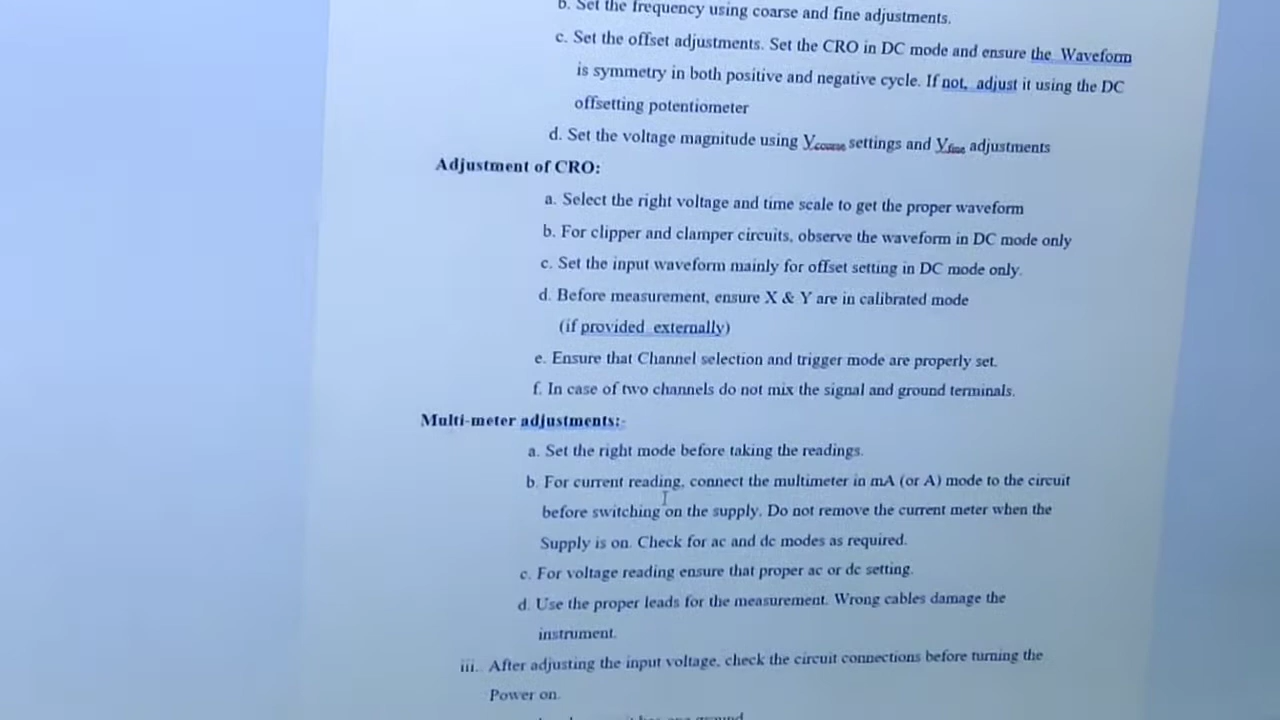 b. Set the frequency using coarse and fine adjustments.
c. Set the offset adjustments. Set the CRO in DC mode and ensure the Waveform
is symmetry in both positive and negative cycle. If not, adjust it using the DC
offsetting potentiometer
d. Set the voltage magnitude using Vcourse settings and Vfine adjustments
Adjustment of CRO:
a. Select the right voltage and time scale to get the proper waveform
b. For clipper and clamper circuits, observe the waveform in DC mode only
c. Set the input waveform mainly for offset setting in DC mode only.
d. Before measurement, ensure X & Y are in calibrated mode
(if provided externally)
e. Ensure that Channel selection and trigger mode are properly set.
f. In case of two channels do not mix the signal and ground terminals.
Multi-meter adjustments:-
a. Set the right mode before taking the readings.
b. For current reading, connect the multimeter in mA (or A) mode to the circuit
before switching on the supply. Do not remove the current meter when the
Supply is on. Check for ac and dc modes as required.
c. For voltage reading ensure that proper ac or dc setting.
d. Use the proper leads for the measurement. Wrong cables damage the
instrument.
iii. After adjusting the input voltage, check the circuit connections before turning the
Power on.
ground